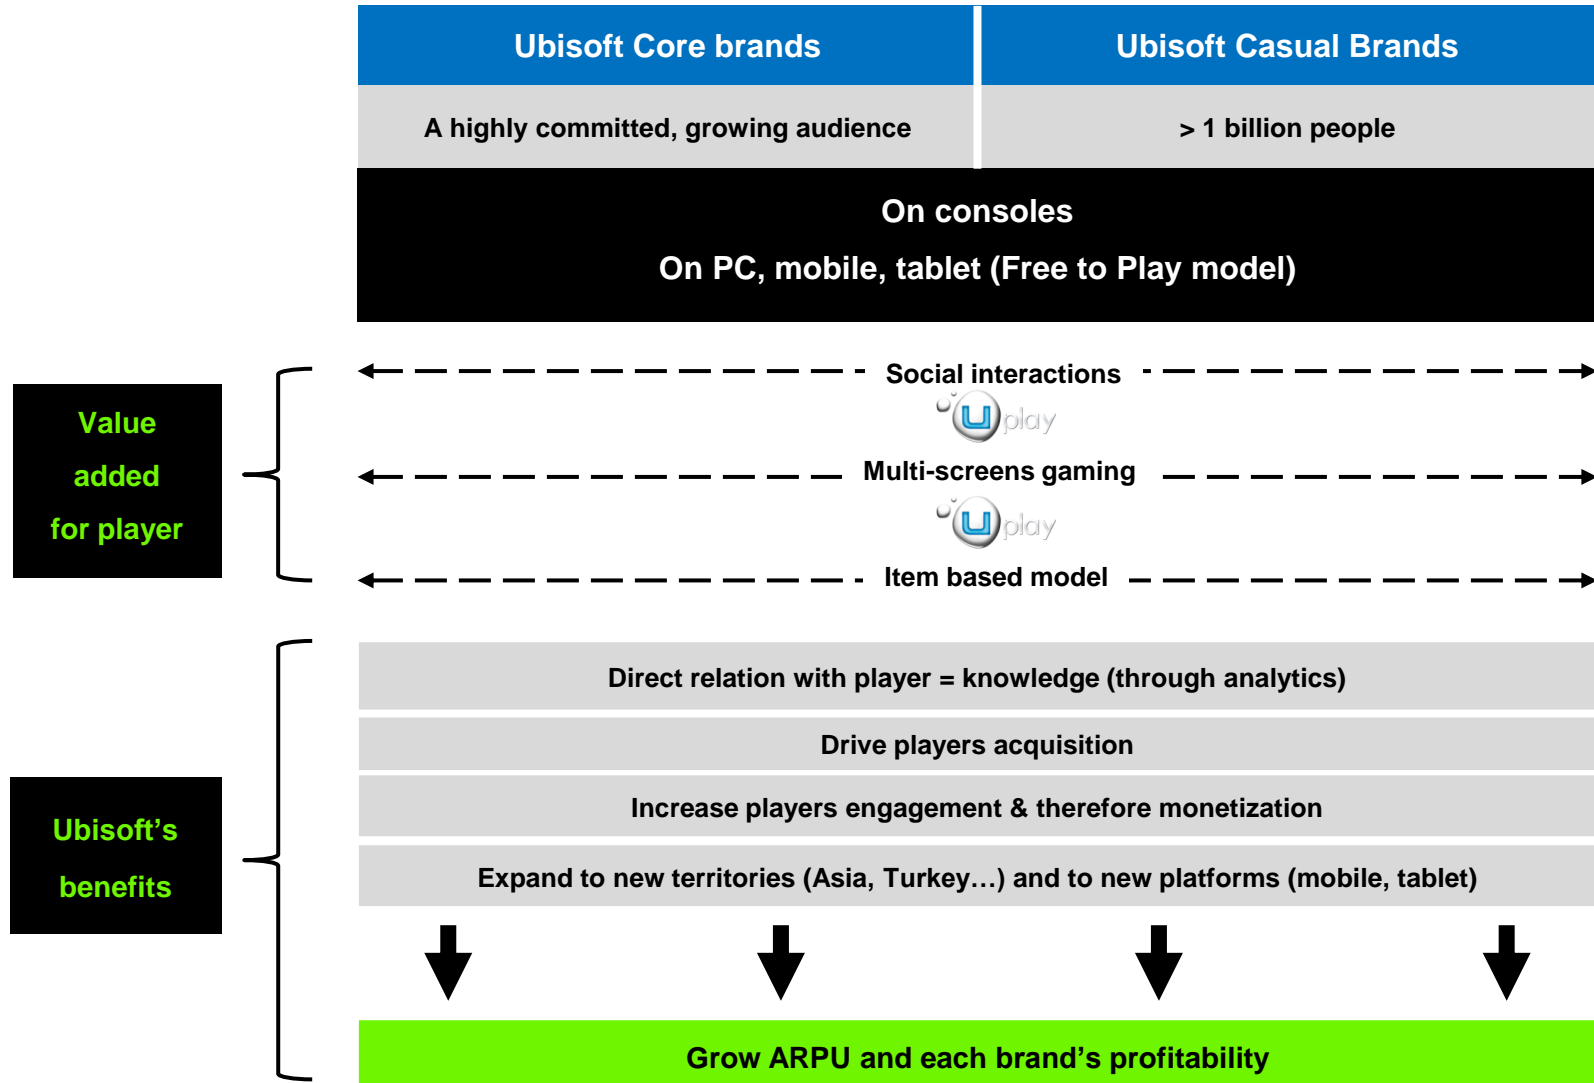 Ubisoft Core brands
Ubisoft Casual Brands
A highly committed, growing audience
> 1 billion people
On consoles
On PC, mobile, tablet (Free to Play model)
Value
added
for player
Social interactions
U play
Multi-screens gaming
U play
Item based model
Ubisoft’s
benefits
Direct relation with player = knowledge (through analytics)
Drive players acquisition
Increase players engagement & therefore monetization
Expand to new territories (Asia, Turkey…) and to new platforms (mobile, tablet)
Grow ARPU and each brand’s profitability